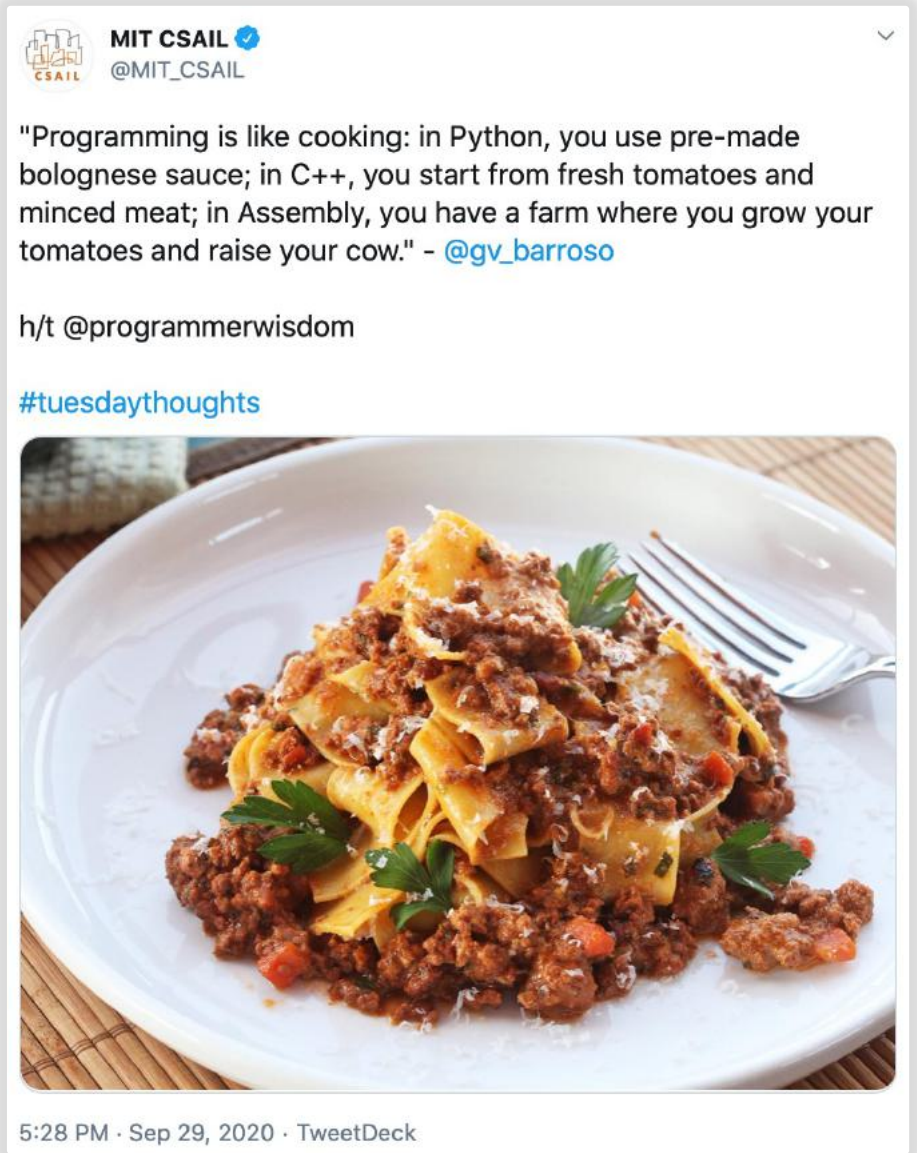 MIT CSAIL
CSAIL
@MIT_CSAIL
"Programming is like cooking: in Python, you use pre-made
bolognese sauce; in C++, you start from fresh tomatoes and
minced meat; in Assembly, you have a farm where you grow your
tomatoes and raise your cow." - @gv_barroso
h/t @programmerwisdom
#tuesdaythoughts
5:28 PM · Sep 29, 2020 · TweetDeck